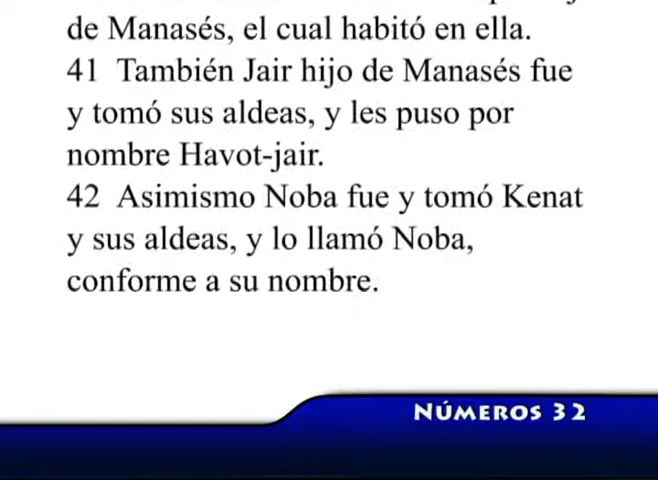 de Manasés, el cual habitó en ella.
41 También Jair hijo de Manasés fue
y tomó sus aldeas, y les puso por
nombre Havot-jair.
42 Asimismo Noba fue y tomó Kenat
y sus aldeas, y lo llamó Noba,
conforme a su nombre.
NÚMEROS 32